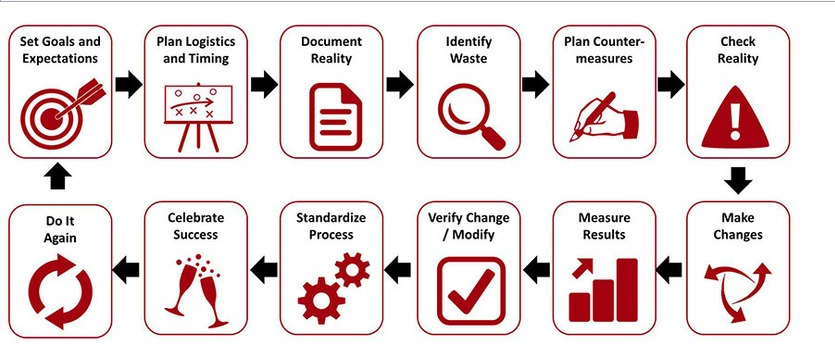 Set Goals and
Expectations
Plan Logistics
and Timing
Document
Reality
Identify
Waste
Plan Counter-
measures
Check
Reality
Do It
Again
Celebrate
Success
Standardize
Process
Verify Change
/ Modify
Measure
Results
Make
Changes